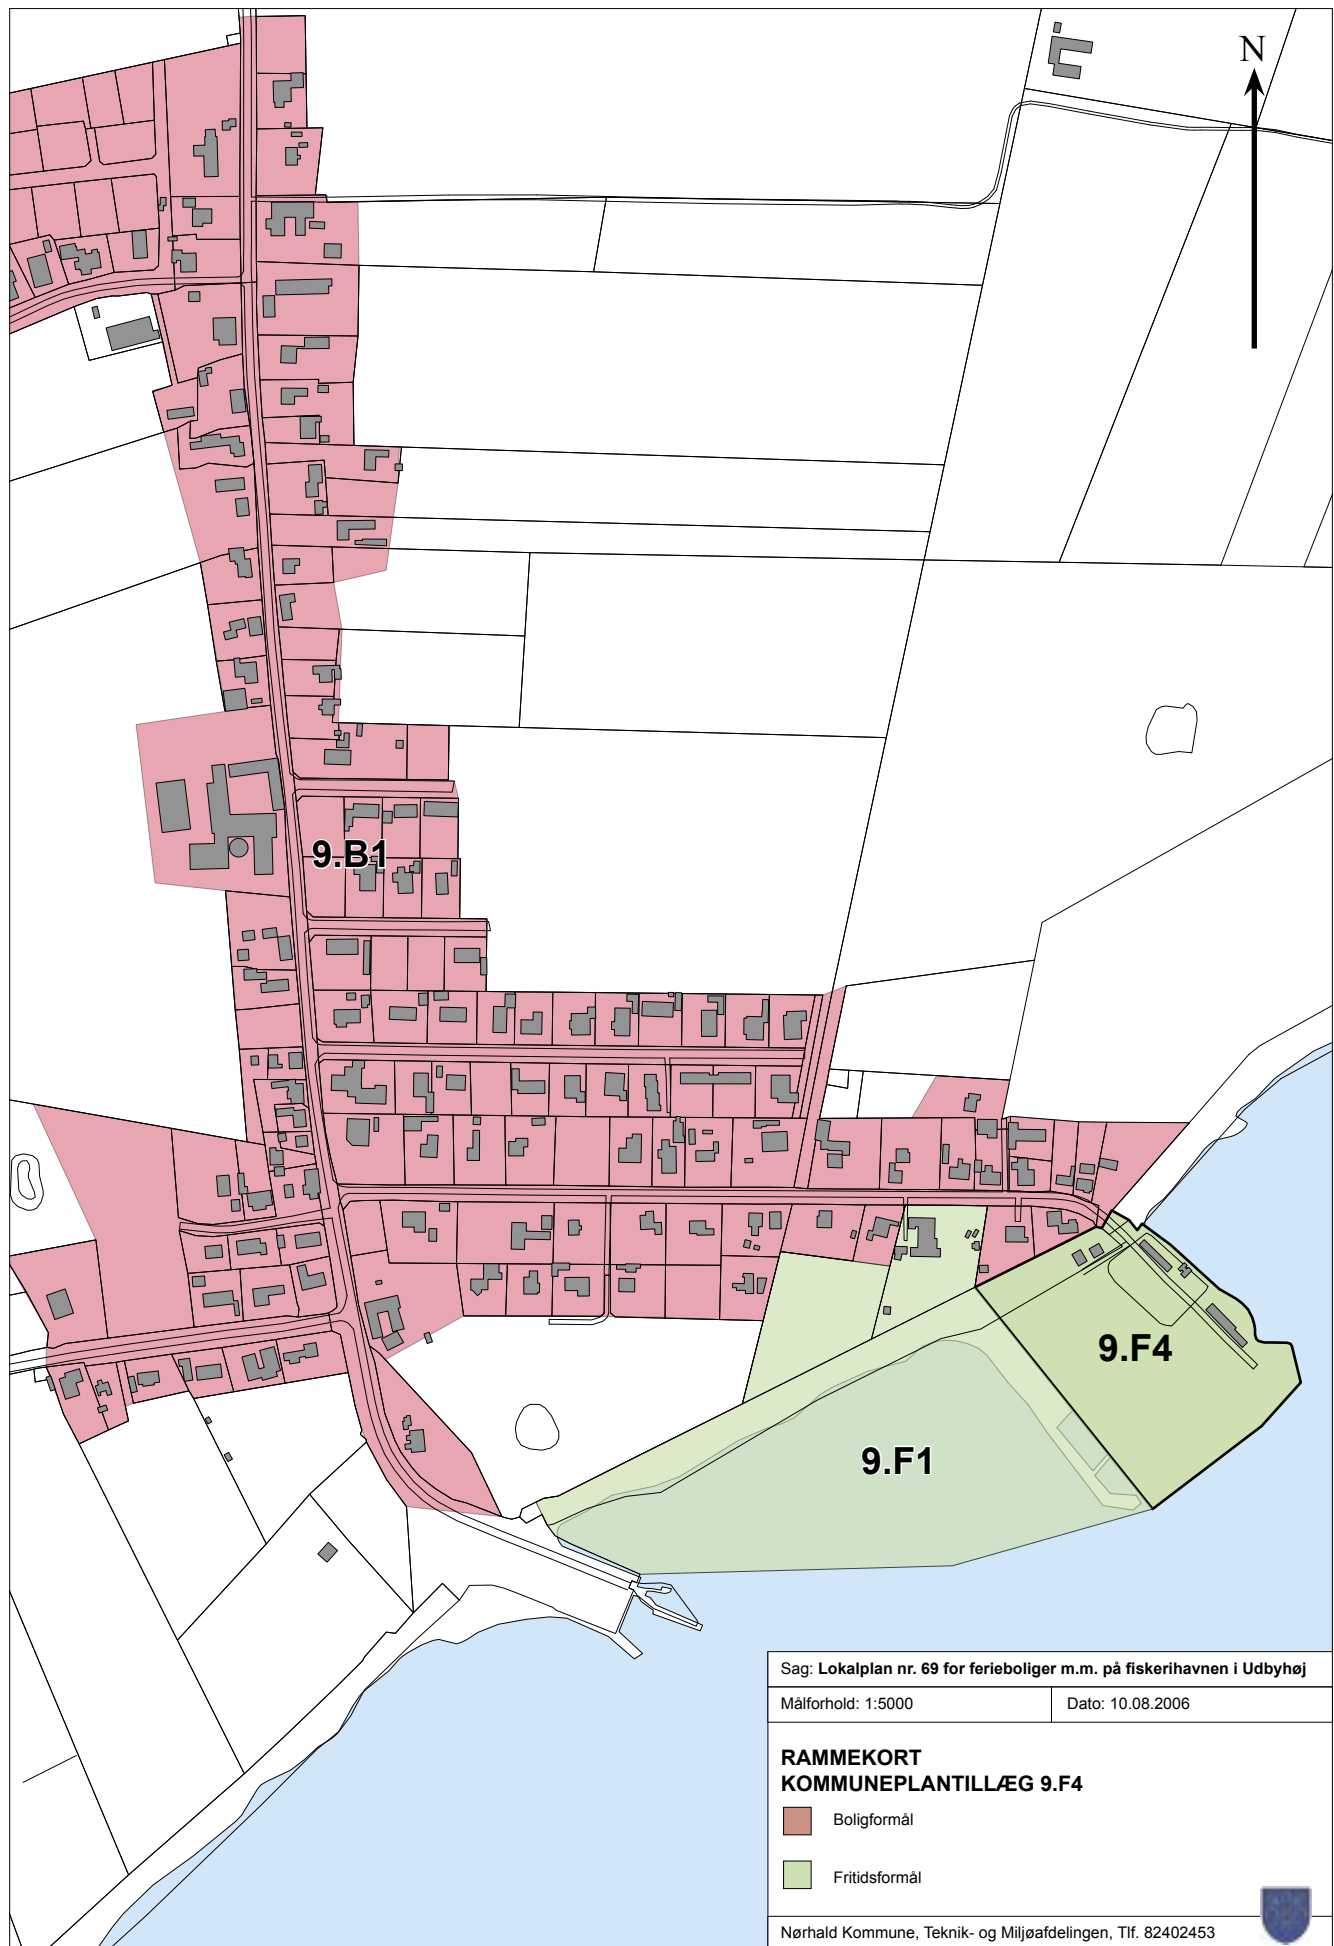 N
9.B1
9.F4
9.F1
Sag: Lokalplan nr. 69 for ferieboliger m.m. på fiskerihavnen i Udbyhøj
Målforhold: 1:5000
Dato: 10.08.2006
RAMMEKORT
KOMMUNEPLANTILLÆG 9.F4
Boligformål
Fritidsformål
Nørhald Kommune, Teknik- og Miljøafdelingen, Tlf. 82402453